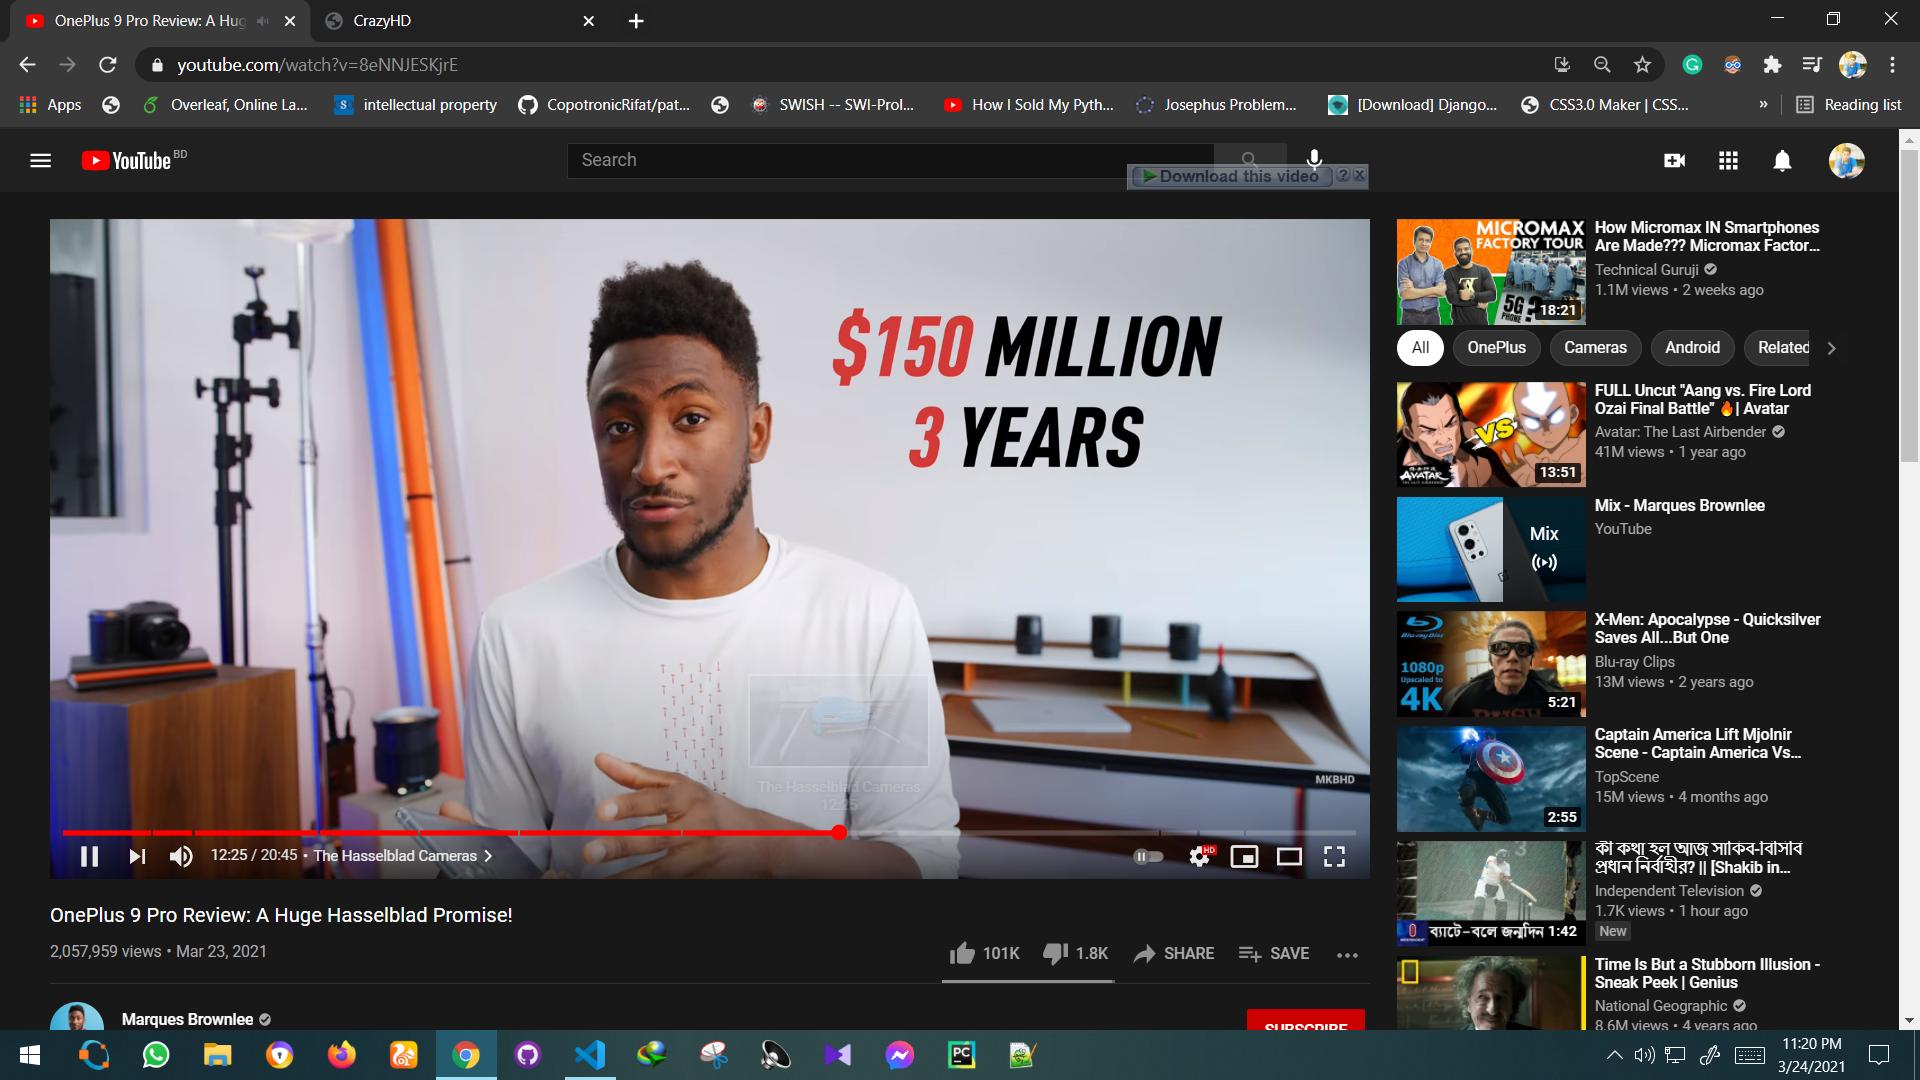 OnePlus 9 Pro Review: A Hug
CrazyHD
youtube.com/watch?v=8eNNJESKjrE
Apps
Overleaf, Online La...
intellectual property
CopotronicRifat/pat...
SWISH -- SWI-Prol...
How I Sold My Pyth...
Josephus Problem...
[Download] Django...
CSS3.0 Maker | CSS...
»
Reading list
YouTube BD
Search
Download this video
$150 MILLION
3 YEARS
MKBHD
The Hasselblad Cameras
12:25
12:25 / 20:45 • The Hasselblad Cameras
HD
OnePlus 9 Pro Review: A Huge Hasselblad Promise!
2,057,959 views • Mar 23, 2021
101K
1.8K
SHARE
SAVE
Marques Brownlee
SUBSCRIBE
MICROMAX
FACTORY TOUR
5G
PHONE ?
18:21
How Micromax IN Smartphones
Are Made??? Micromax Factor...
Technical Guruji
1.1M views • 2 weeks ago
All
OnePlus
Cameras
Android
Related
VS
AVATAR
13:51
FULL Uncut "Aang vs. Fire Lord
Ozai Final Battle" 🔥| Avatar
Avatar: The Last Airbender
41M views • 1 year ago
Mix
Mix - Marques Brownlee
YouTube
Blu-ray Disc
1080p
Upscaled to
4K
5:21
X-Men: Apocalypse - Quicksilver
Saves All...But One
Blu-ray Clips
13M views • 2 years ago
2:55
Captain America Lift Mjolnir
Scene - Captain America Vs...
TopScene
15M views • 4 months ago
ব্যাটে-বলে জন্মদিন
1:42
কী কথা হল আজ সাকিব-বিসিবি
প্রধান নির্বাহীর? || [Shakib in...
Independent Television
1.7K views • 1 hour ago
New
Time Is But a Stubborn Illusion -
Sneak Peek | Genius
National Geographic
8.6M views • 4 years ago
PC
11:20 PM
3/24/2021